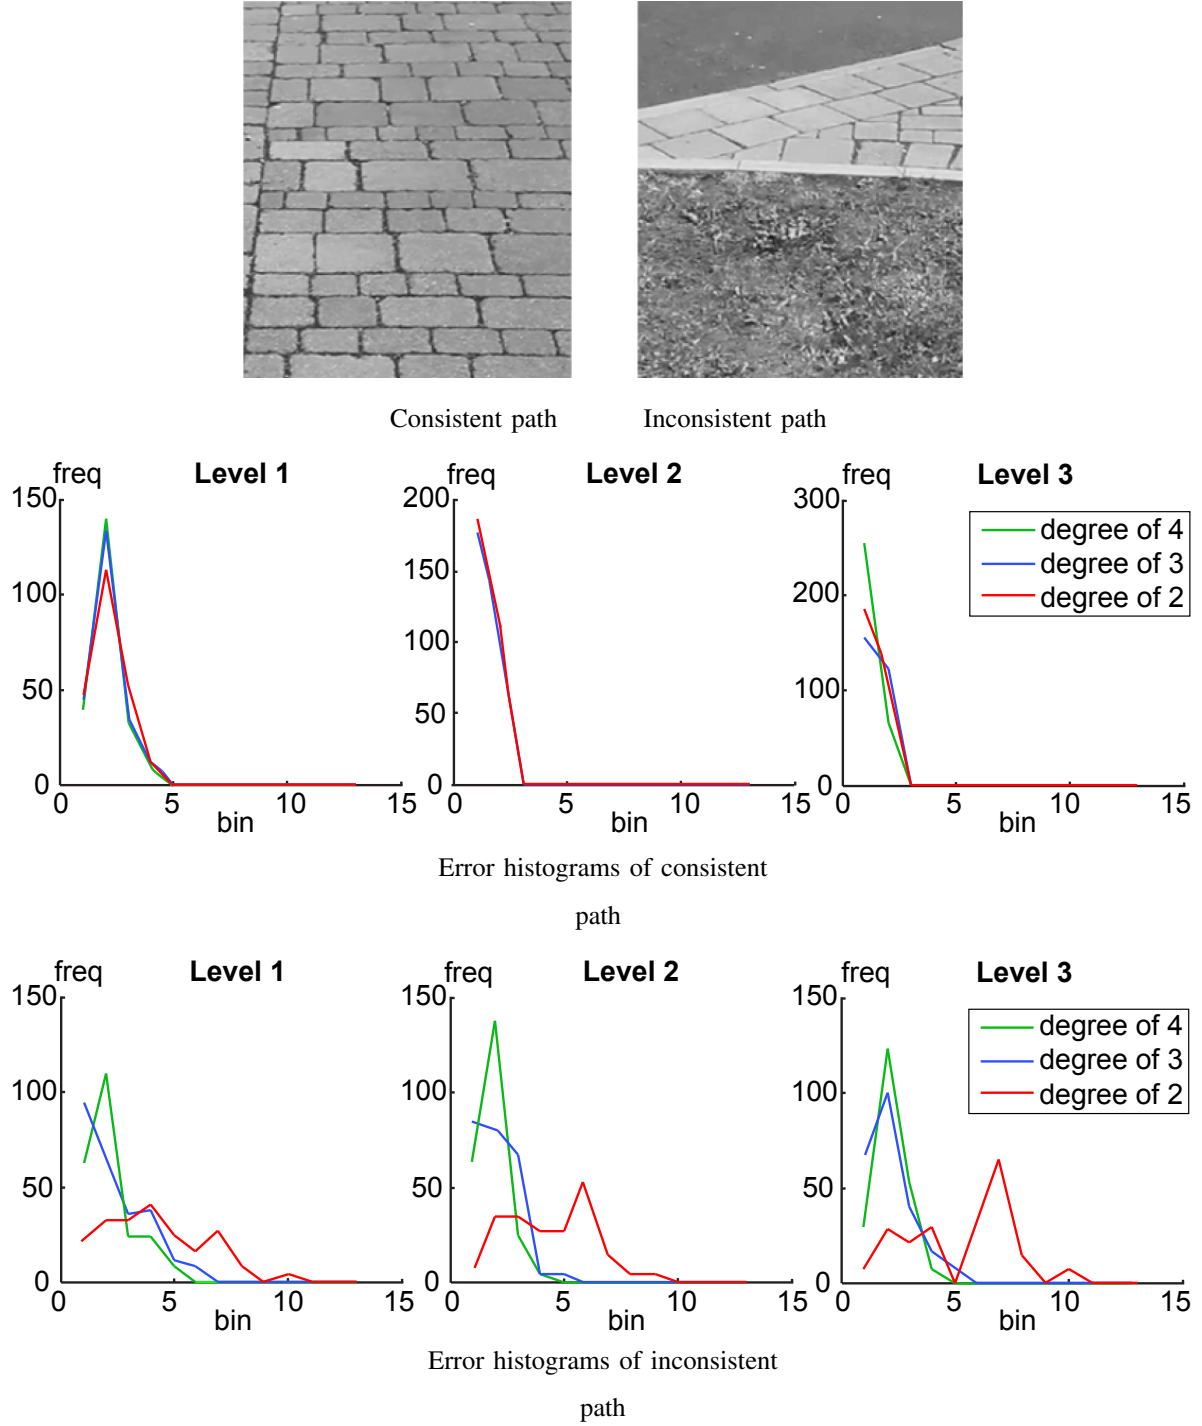 Consistent path Inconsistent path
freq Level 1 freq Level 2 freq Level 3
150 200 300
degree of 4
degree of 3
degree of 2
150
100 200
100
50 100
50
0 0 0
0 5 10 15 0 5 10 15 0 5 10 15
bin bin bin
Error histograms of consistent
path
freq Level 1 freq Level 2 freq Level 3
150 150 150
degree of 4
degree of 3
degree of 2
100 100 100
50 50 50
0 0 0
0 5 10 15 0 5 10 15 0 5 10 15
bin bin bin
Error histograms of inconsistent
path